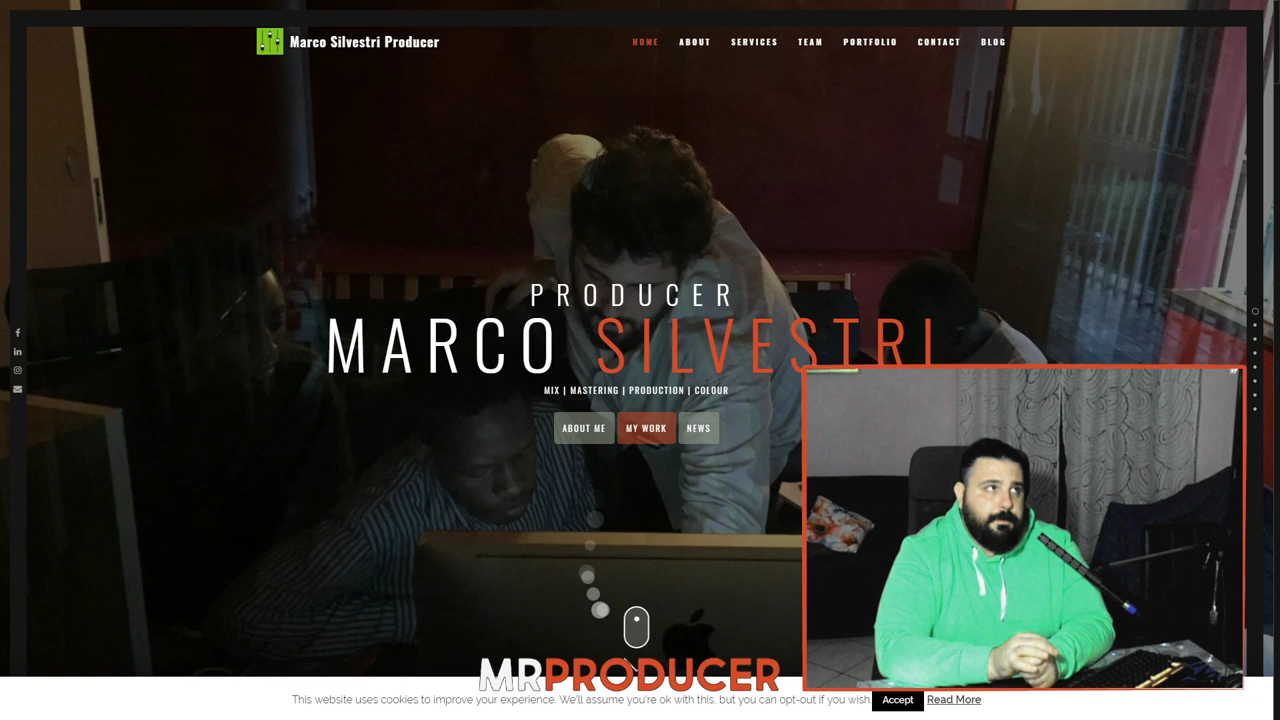 Marco Silvestri Producer
HOME ABOUT SERVICES TEAM PORTFOLIO CONTACT BLOG
PRODUCER
MARCO SILVESTRI
MIX | MASTERING | PRODUCTION | COLOUR
ABOUT ME MY WORK NEWS
MRPRODUCER
This website uses cookies to improve your experience. We'll assume you're ok with this, but you can opt-out if you wish. Accept Read More